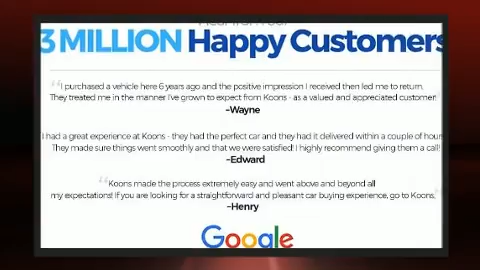 3 MILLION Happy Customers
“I purchased a vehicle here 6 years ago and the positive impression I received then led me to return.
They treated me in the manner I've grown to expect from Koons - as a valued and appreciated customer.
–Wayne
I had a great experience at Koons - they had the perfect car and they had it delivered within a couple of hour
They made sure things went smoothly and that we were satisfied! I highly recommend giving them a call!
–Edward
“Koons made the process extremely easy and went above and beyond all
my expectations! If you are looking for a straightforward and pleasant car buying experience, go to Koons."
–Henry
Google